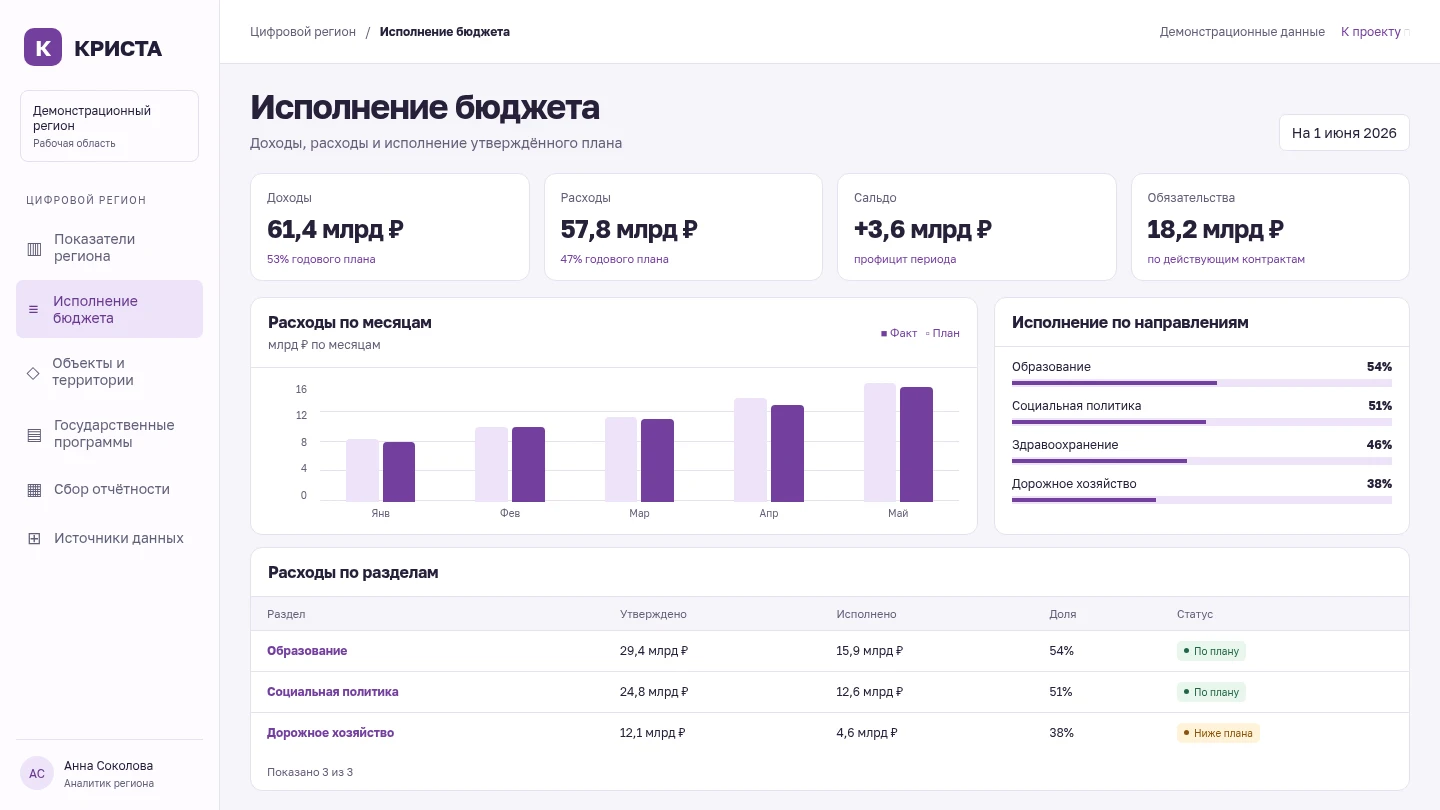 К КРИСТА
Демонстрационный
регион
Рабочая область
ЦИФРОВОЙ РЕГИОН
Показатели
региона
Исполнение
бюджета
Объекты и
территории
Государственные
программы
Сбор отчётности
Источники данных
АС
Анна Соколова
Аналитик региона
Цифровой регион / Исполнение бюджета
Демонстрационные данные
К проекту
Исполнение бюджета
Доходы, расходы и исполнение утверждённого плана
На 1 июня 2026
Доходы
61,4 млрд ₽
53% годового плана
Расходы
57,8 млрд ₽
47% годового плана
Сальдо
+3,6 млрд ₽
профицит периода
Обязательства
18,2 млрд ₽
по действующим контрактам
Расходы по месяцам
млрд ₽ по месяцам
Факт План
16
12
8
4
0
Янв Фев Мар Апр Май
Исполнение по направлениям
Образование 54%
Социальная политика 51%
Здравоохранение 46%
Дорожное хозяйство 38%
Расходы по разделам
Раздел Утверждено Исполнено Доля Статус
Образование 29,4 млрд ₽ 15,9 млрд ₽ 54% По плану
Социальная политика 24,8 млрд ₽ 12,6 млрд ₽ 51% По плану
Дорожное хозяйство 12,1 млрд ₽ 4,6 млрд ₽ 38% Ниже плана
Показано 3 из 3